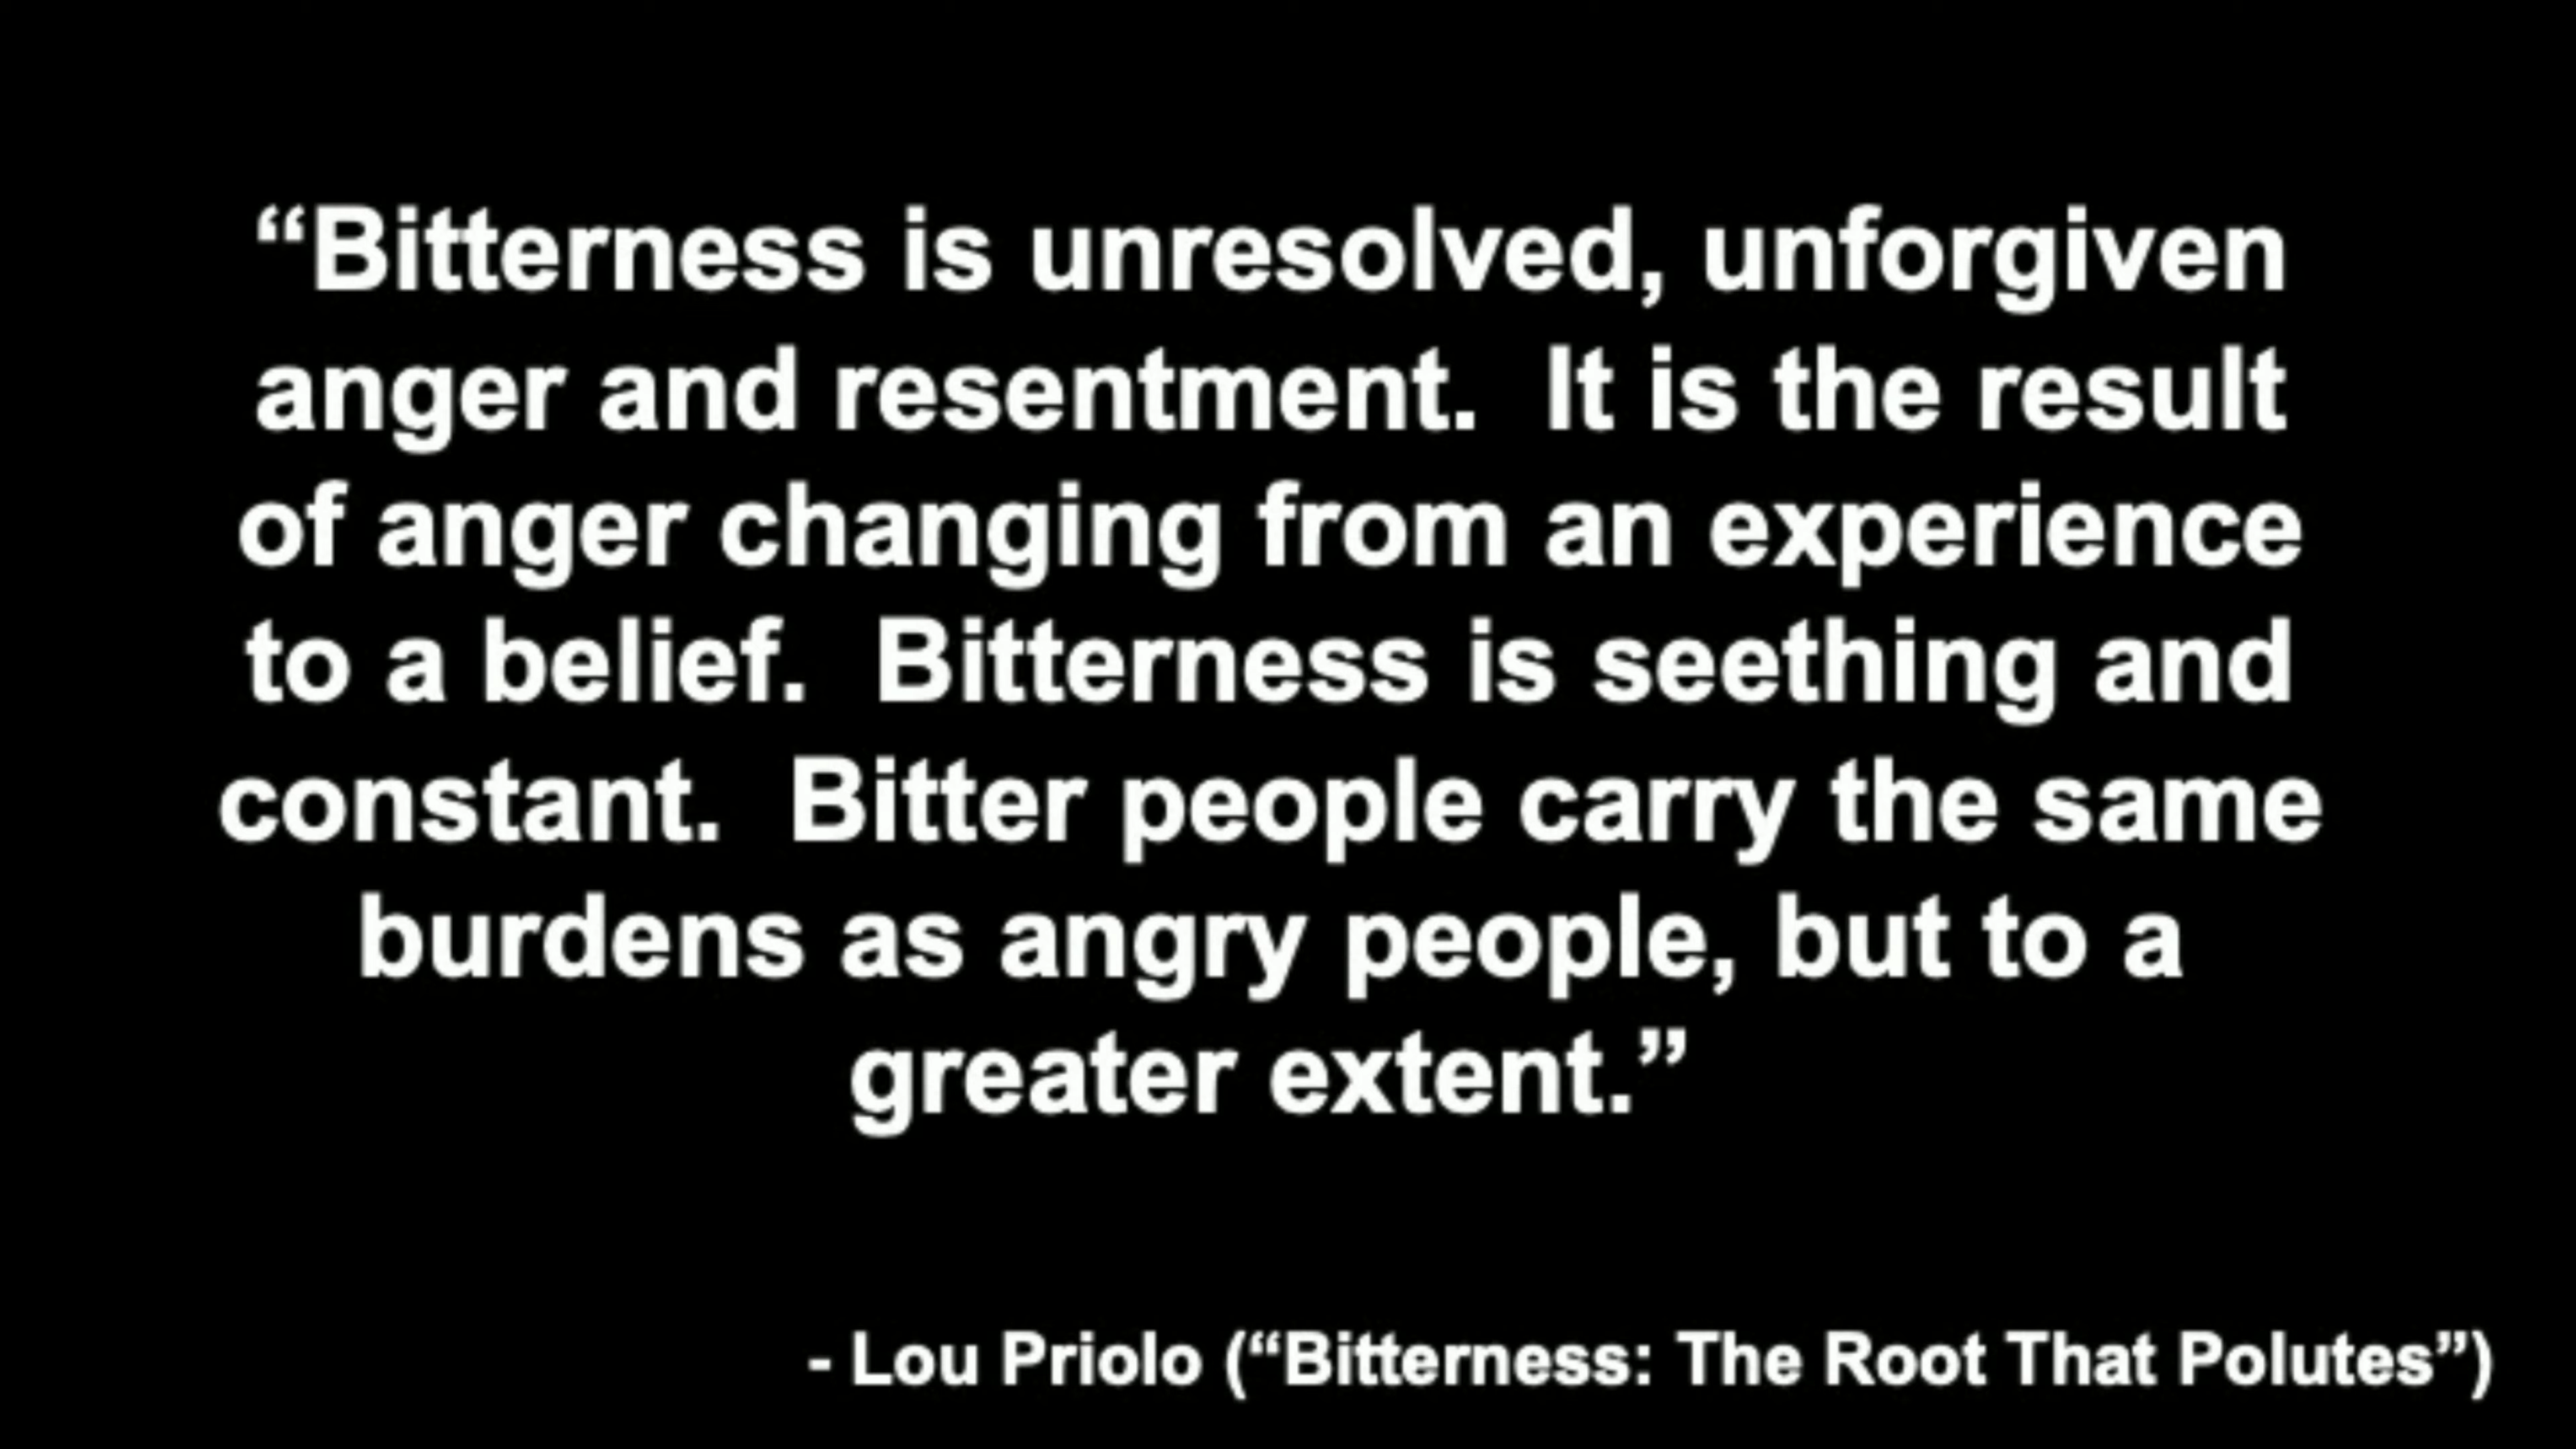 “Bitterness is unresolved, unforgiven
anger and resentment.  It is the result
of anger changing from an experience
to a belief.  Bitterness is seething and
constant.  Bitter people carry the same
burdens as angry people, but to a
greater extent.”
- Lou Priolo (“Bitterness: The Root That Polutes”)